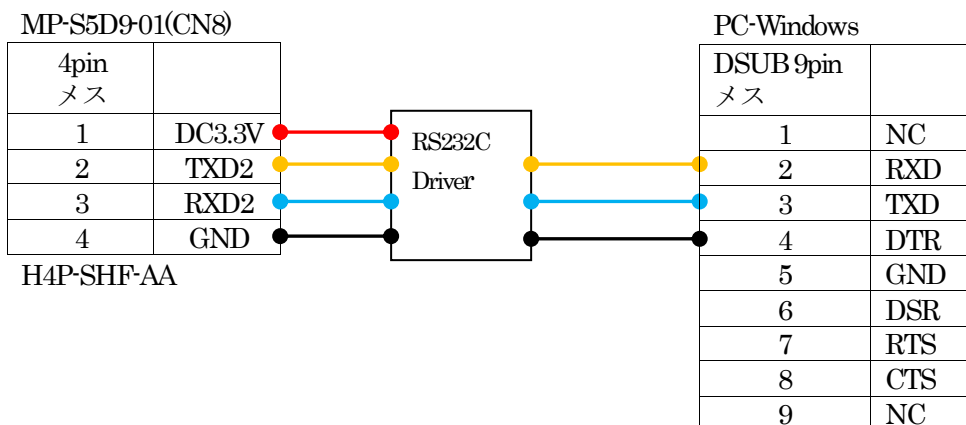 MP-S5D9-01(CN8)
4pin
メス
1 DC3.3V
2 TXD2
3 RXD2
4 GND
H4P-SHF-AA
RS232C
Driver
PC-Windows
DSUB 9pin
メス
1 NC
2 RXD
3 TXD
4 DTR
5 GND
6 DSR
7 RTS
8 CTS
9 NC